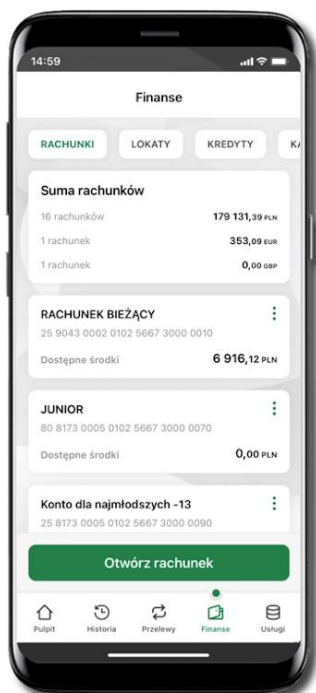 14:59
Finanse
RACHUNKI LOKATY KREDYTY KA
Suma rachunków
16 rachunków 179 131,39 PLN
1 rachunek 353,09 EUR
1 rachunek 0,00 GBP
RACHUNEK BIEŻĄCY
25 9043 0002 0102 5667 3000 0010
Dostępne środki 6 916,12 PLN
JUNIOR
80 8173 0005 0102 5667 3000 0070
Dostępne środki 0,00 PLN
Konto dla najmłodszych -13
25 8173 0005 0102 5667 3000 0090
Otwórz rachunek
Pulpit Historia Przelewy Finanse Usługi